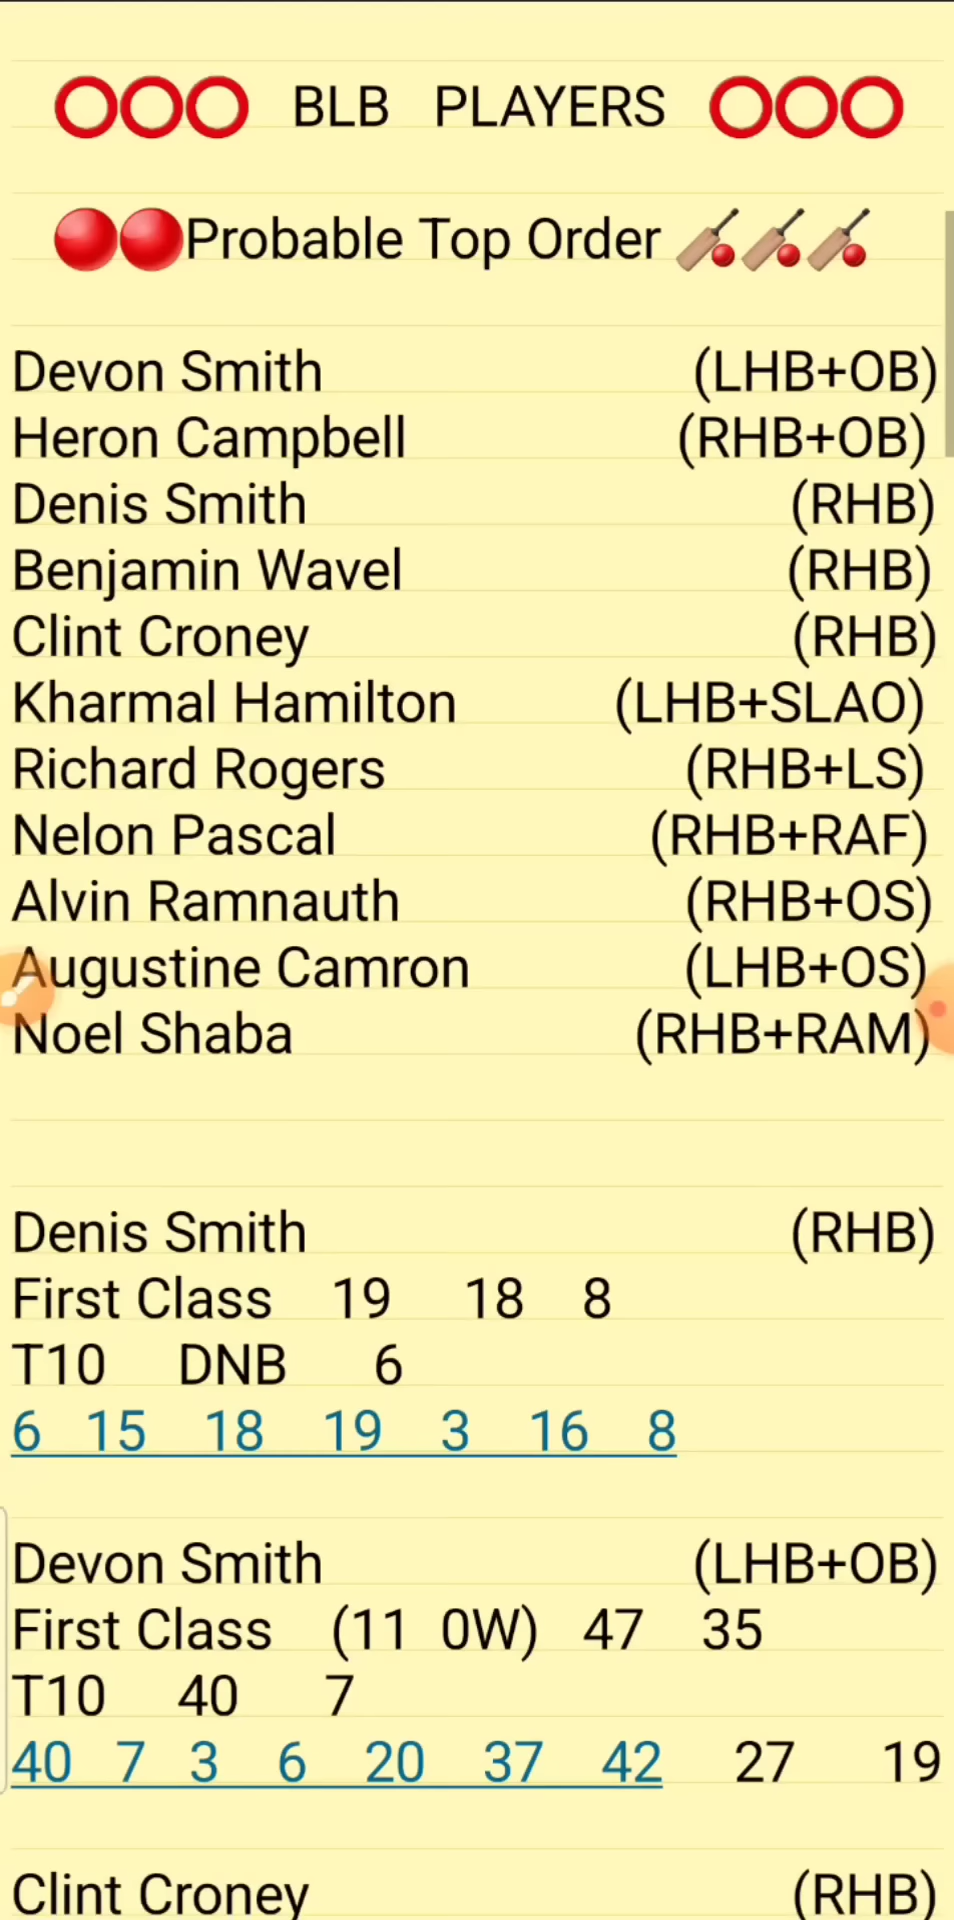 ⭕⭕⭕ BLB PLAYERS ⭕⭕⭕
🔴🔴Probable Top Order 🏏🏏🏏
Devon Smith (LHB+OB)
Heron Campbell (RHB+OB)
Denis Smith (RHB)
Benjamin Wavel (RHB)
Clint Croney (RHB)
Kharmal Hamilton (LHB+SLAO)
Richard Rogers (RHB+LS)
Nelon Pascal (RHB+RAF)
Alvin Ramnauth (RHB+OS)
Augustine Camron (LHB+OS)
Noel Shaba (RHB+RAM)
Denis Smith (RHB)
First Class 19 18 8
T10 DNB 6
6 15 18 19 3 16 8
Devon Smith (LHB+OB)
First Class (11 0W) 47 35
T10 40 7
40 7 3 6 20 37 42 27 19
Clint Croney (RHB)